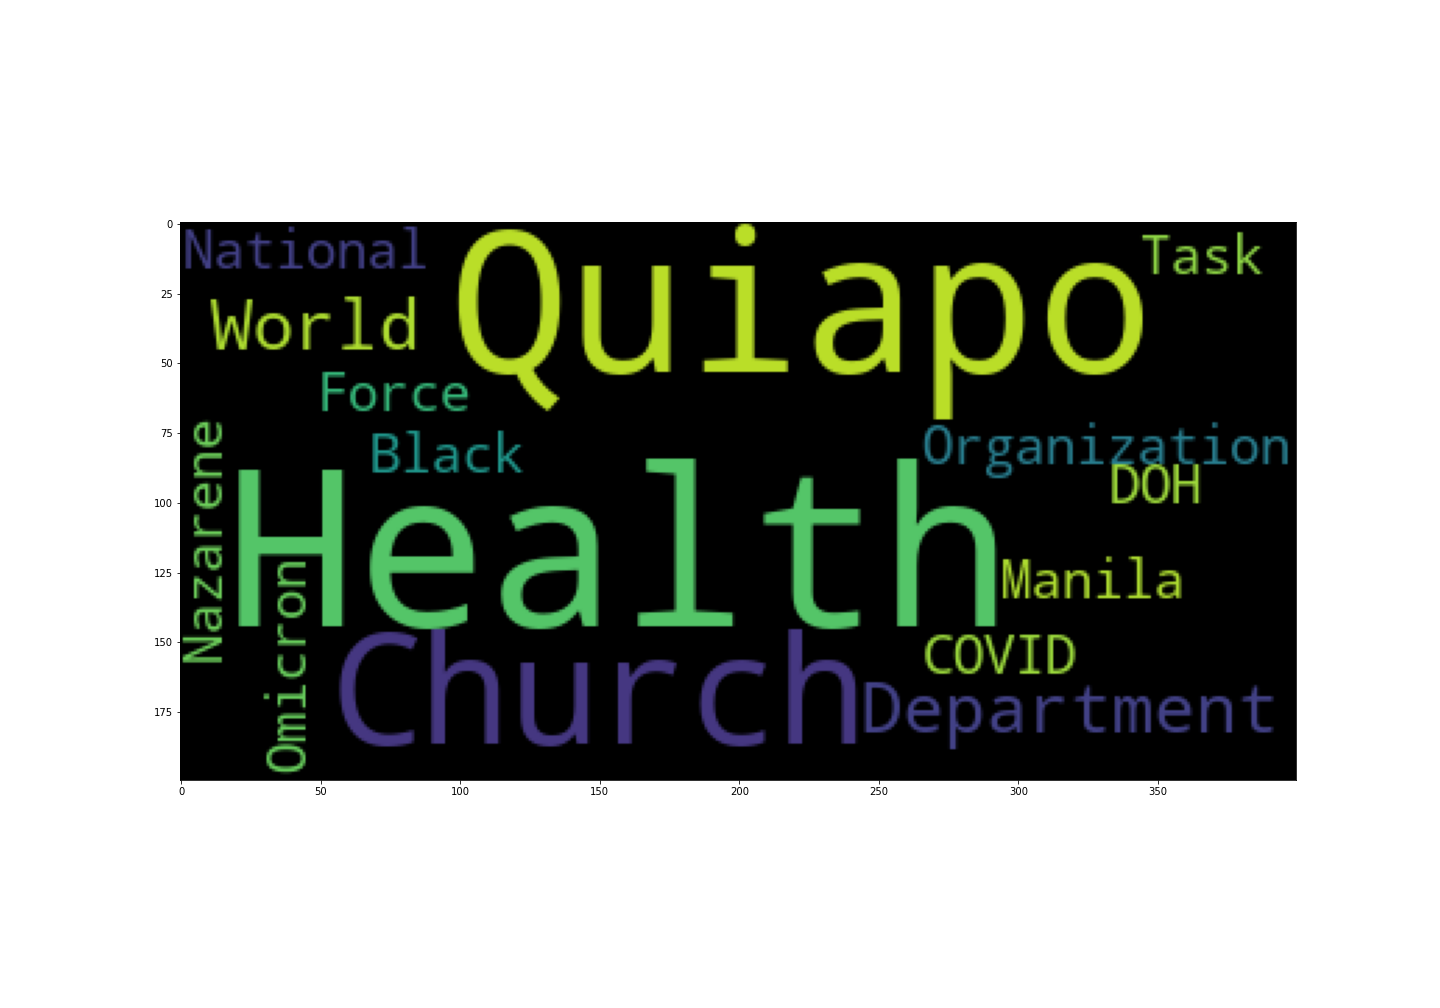 0
National
Quiapo
Task
25
World
50
Force
75
Black
Organization
Nazarene
DOH
100
Health
125
Manila
Omicron
150
COVID
Church
Department
175
0
50
100
150
200
250
300
350